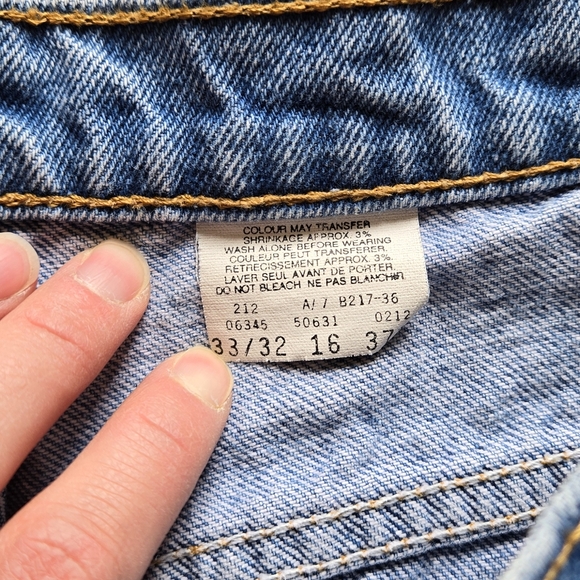 COLOUR MAY TRANSFER
SHRINKAGE APPROX. 3%
WASH ALONE BEFORE WEARING
COULEUR PEUT TRANSFERER.
RETRECISSEMENT APPROX. 3%.
LAVER SEUL AVANT DE PORTER
DO NOT BLEACH NE PAS BLANCHIR
212 A/7 B217-36
06345 50631 0212
33/32 16 37